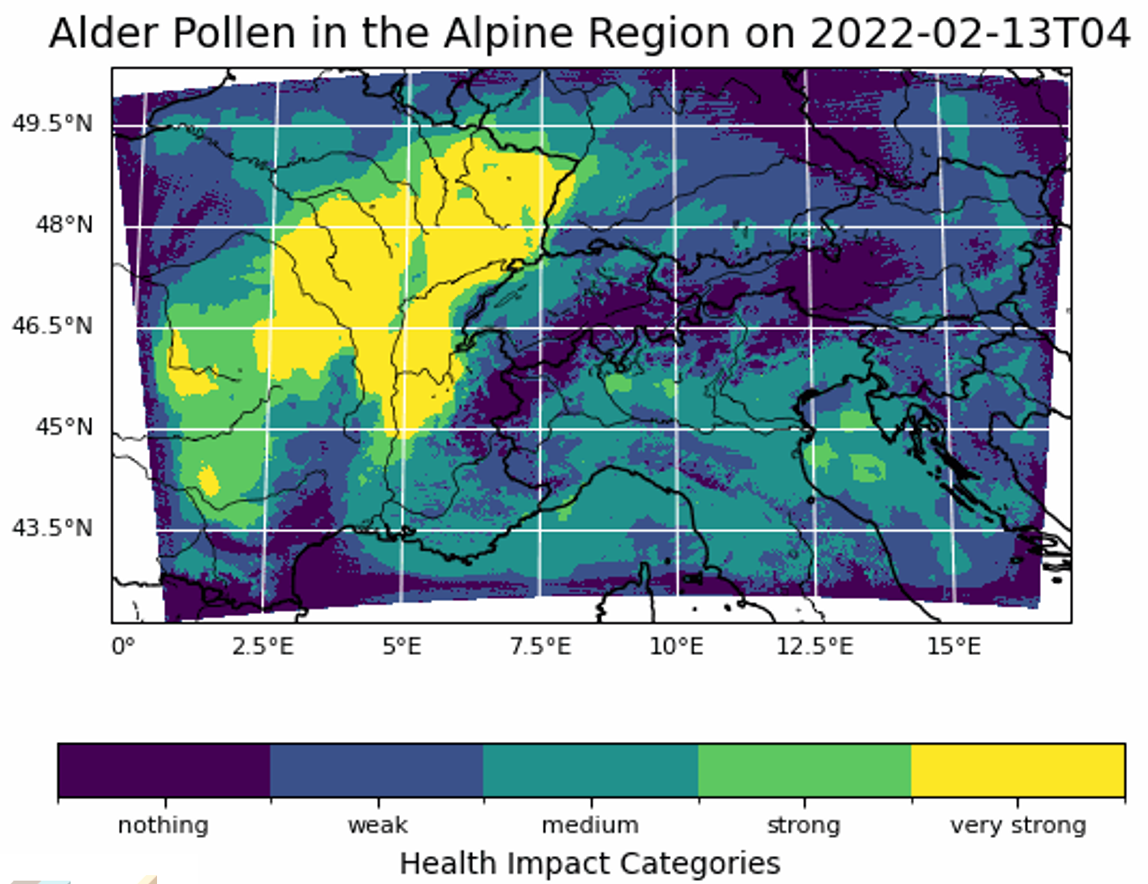 Alder Pollen in the Alpine Region on 2022-02-13T04
49.5°N
48°N
46.5°N
45°N
43.5°N
0° 2.5°E 5°E 7.5°E 10°E 12.5°E 15°E
nothing weak medium strong very strong
Health Impact Categories